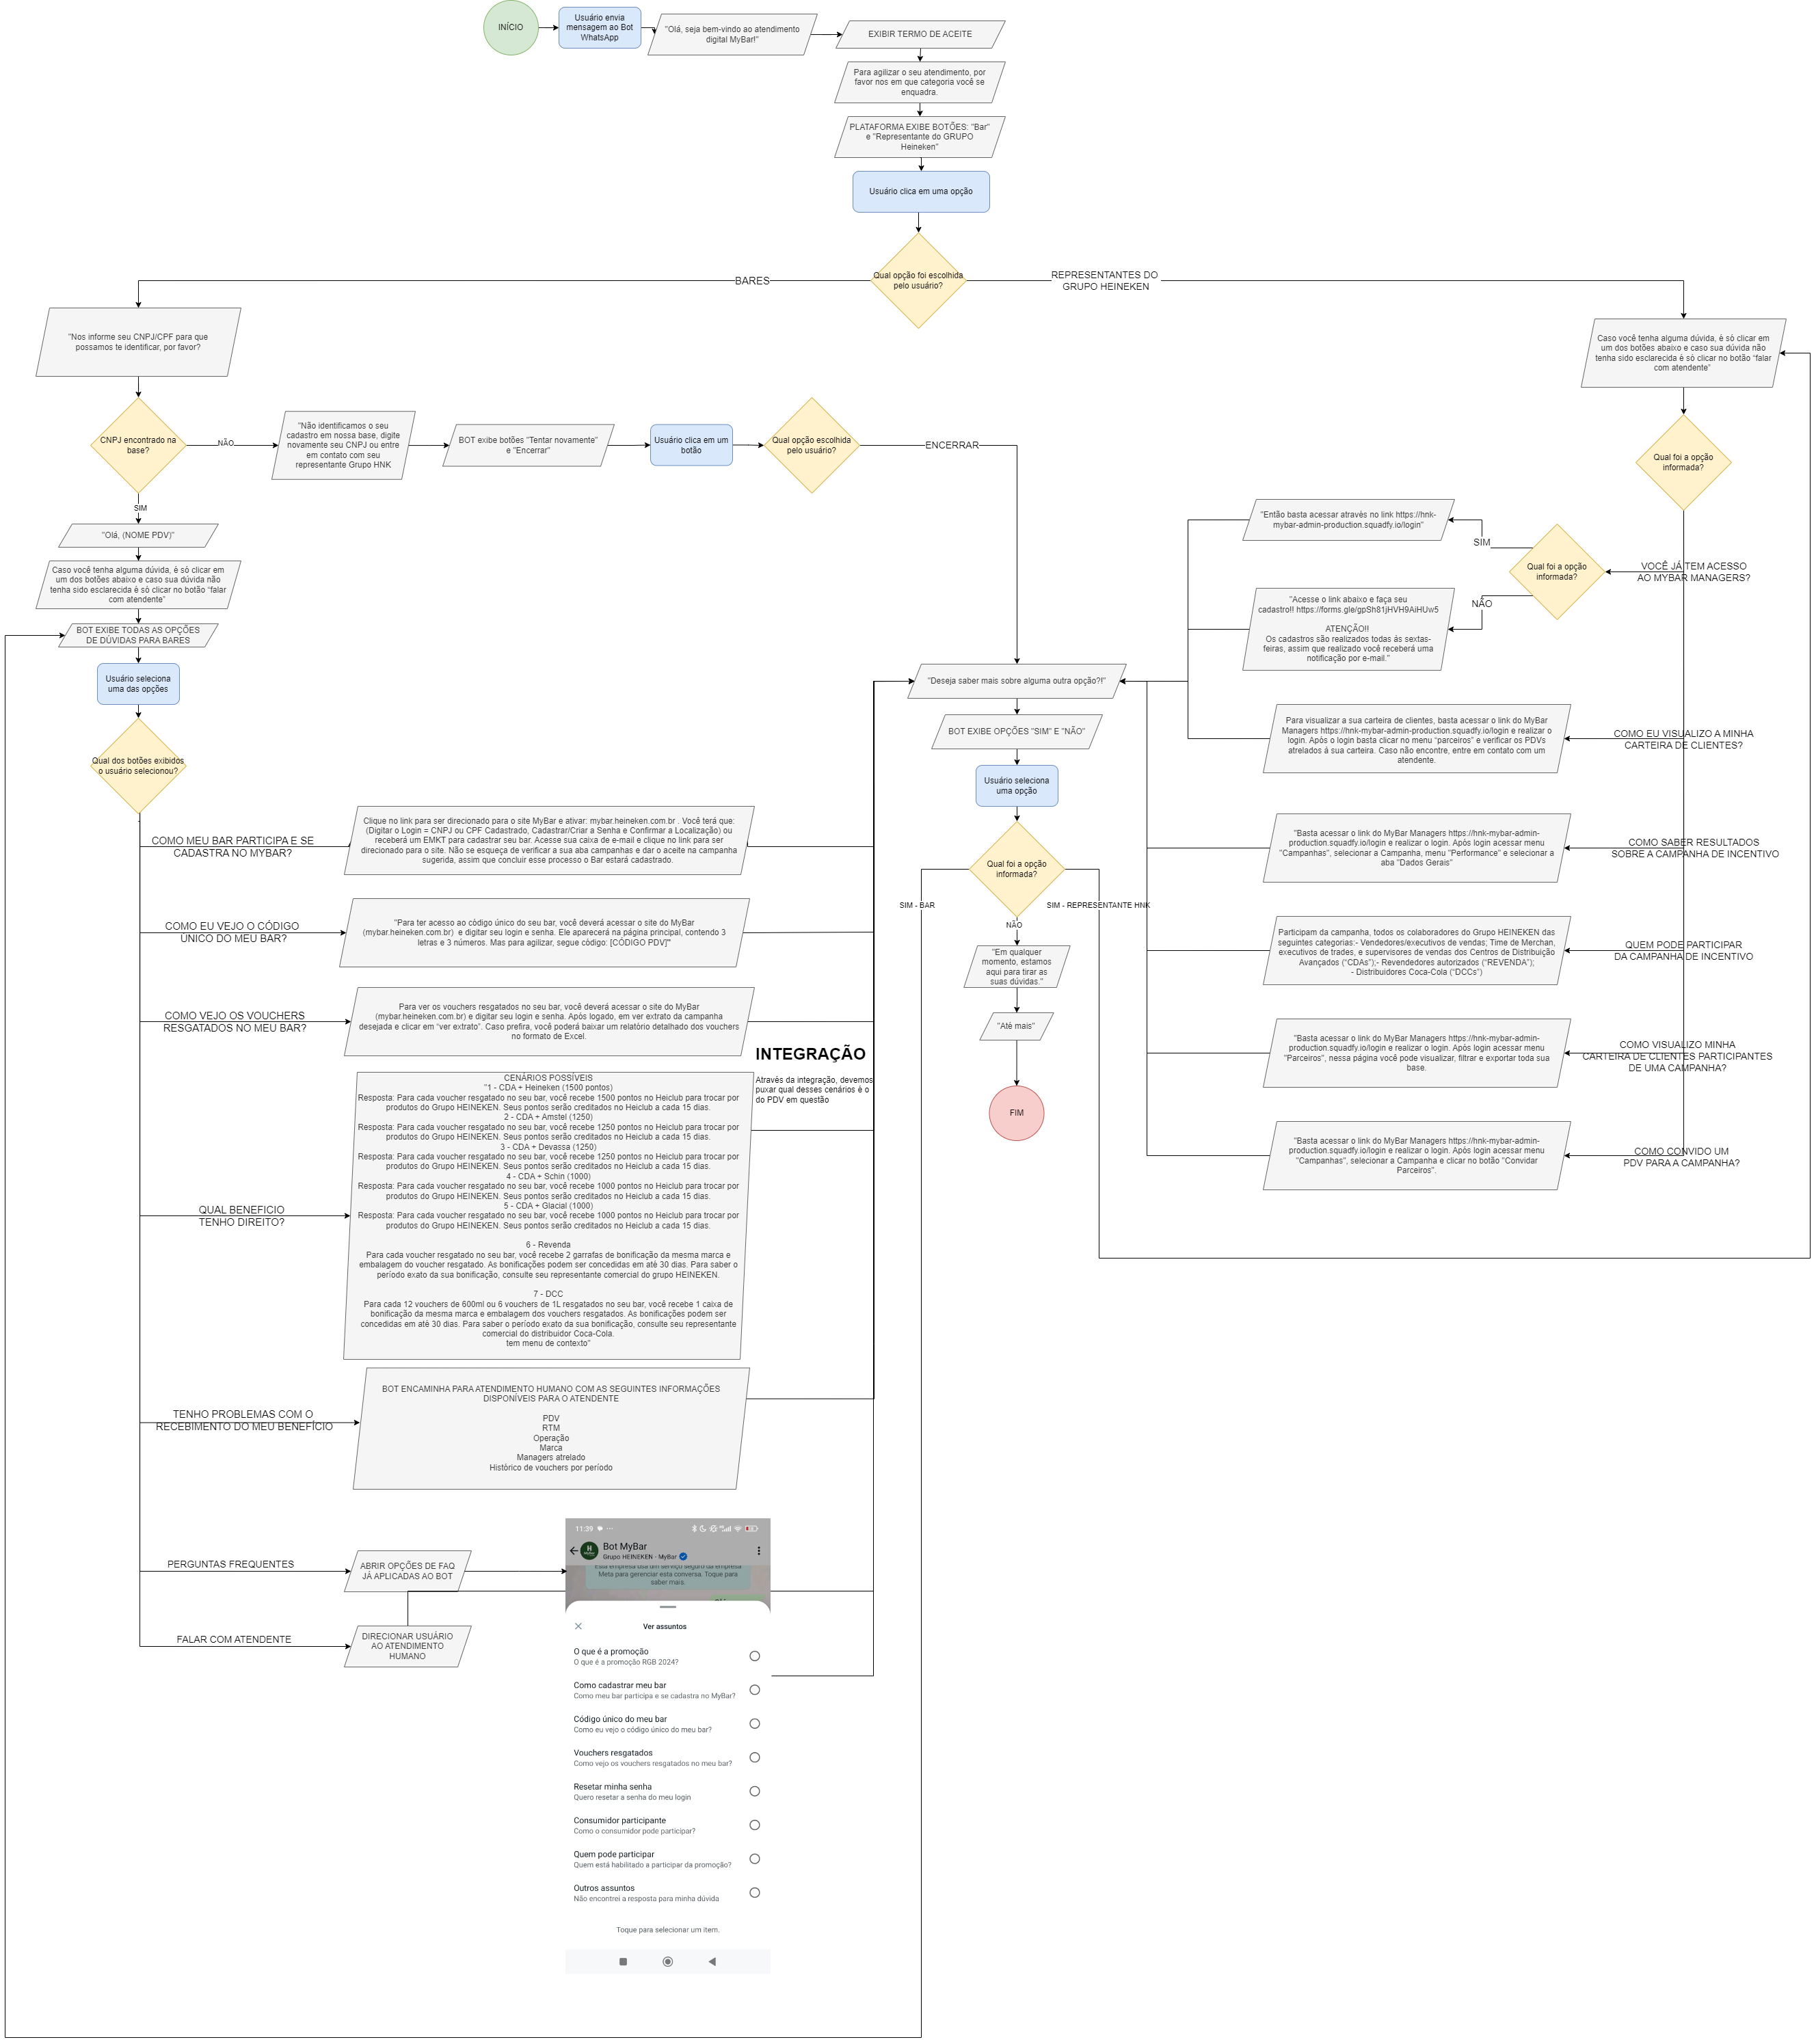 INÍCIO
Usuário envia
mensagem ao Bot
WhatsApp
"Olá, seja bem-vindo ao atendimento
digital MyBar!"
EXIBIR TERMO DE ACEITE
Para agilizar o seu atendimento, por
favor nos em que categoria você se
enquadra.
PLATAFORMA EXIBE BOTÕES: "Bar"
e "Representante do GRUPO
Heineken"
Usuário clica em uma opção
Qual opção foi escolhida
pelo usuário?
BARES
REPRESENTANTES DO
GRUPO HEINEKEN
"Nos informe seu CNPJ/CPF para que
possamos te identificar, por favor?
CNPJ encontrado na
base?
NÃO
"Não identificamos o seu
cadastro em nossa base, digite
novamente seu CNPJ ou entre
em contato com seu
representante Grupo HNK
BOT exibe botões "Tentar novamente"
e "Encerrar"
Usuário clica em um
botão
Qual opção escolhida
pelo usuário?
ENCERRAR
SIM
"Olá, (NOME PDV)"
Caso você tenha alguma dúvida, é só clicar em
um dos botões abaixo e caso sua dúvida não
tenha sido esclarecida é só clicar no botão “falar
com atendente”
BOT EXIBE TODAS AS OPÇÕES
DE DÚVIDAS PARA BARES
Usuário seleciona
uma das opções
Qual dos botões exibidos
o usuário selecionou?
COMO MEU BAR PARTICIPA E SE
CADASTRA NO MYBAR?
Clique no link para ser direcionado para o site MyBar e ativar: mybar.heineken.com.br . Você terá que:
(Digitar o Login = CNPJ ou CPF Cadastrado, Cadastrar/Criar a Senha e Confirmar a Localização) ou
receberá um EMKT para cadastrar seu bar. Acesse sua caixa de e-mail e clique no link para ser
direcionado para o site. Não se esqueça de verificar a sua aba campanhas e dar o aceite na campanha
sugerida, assim que concluir esse processo o Bar estará cadastrado.
COMO EU VEJO O CÓDIGO
ÚNICO DO MEU BAR?
"Para ter acesso ao código único do seu bar, você deverá acessar o site do MyBar
(mybar.heineken.com.br) e digitar seu login e senha. Ele aparecerá na página principal, contendo 3
letras e 3 números. Mas para agilizar, segue código: [CÓDIGO PDV]"
COMO VEJO OS VOUCHERS
RESGATADOS NO MEU BAR?
Para ver os vouchers resgatados no seu bar, você deverá acessar o site do MyBar
(mybar.heineken.com.br) e digitar seu login e senha. Após logado, em ver extrato da campanha
desejada e clicar em “ver extrato”. Caso prefira, você poderá baixar um relatório detalhado dos vouchers
no formato de Excel.
INTEGRAÇÃO
Através da integração, devemos
puxar qual desses cenários é o
do PDV em questão
QUAL BENEFICIO
TENHO DIREITO?
CENÁRIOS POSSÍVEIS
"1 - CDA + Heineken (1500 pontos)
Resposta: Para cada voucher resgatado no seu bar, você recebe 1500 pontos no Heiclub para trocar por
produtos do Grupo HEINEKEN. Seus pontos serão creditados no Heiclub a cada 15 dias.
2 - CDA + Amstel (1250)
Resposta: Para cada voucher resgatado no seu bar, você recebe 1250 pontos no Heiclub para trocar por
produtos do Grupo HEINEKEN. Seus pontos serão creditados no Heiclub a cada 15 dias.
3 - CDA + Devassa (1250)
Resposta: Para cada voucher resgatado no seu bar, você recebe 1250 pontos no Heiclub para trocar por
produtos do Grupo HEINEKEN. Seus pontos serão creditados no Heiclub a cada 15 dias.
4 - CDA + Schin (1000)
Resposta: Para cada voucher resgatado no seu bar, você recebe 1000 pontos no Heiclub para trocar por
produtos do Grupo HEINEKEN. Seus pontos serão creditados no Heiclub a cada 15 dias.
5 - CDA + Glacial (1000)
Resposta: Para cada voucher resgatado no seu bar, você recebe 1000 pontos no Heiclub para trocar por
produtos do Grupo HEINEKEN. Seus pontos serão creditados no Heiclub a cada 15 dias.
6 - Revenda
Para cada voucher resgatado no seu bar, você recebe 2 garrafas de bonificação da mesma marca e
embalagem do voucher resgatado. As bonificações podem ser concedidas em até 30 dias. Para saber o
período exato da sua bonificação, consulte seu representante comercial do grupo HEINEKEN.
7 - DCC
Para cada 12 vouchers de 600ml ou 6 vouchers de 1L resgatados no seu bar, você recebe 1 caixa de
bonificação da mesma marca e embalagem dos vouchers resgatados. As bonificações podem ser
concedidas em até 30 dias. Para saber o período exato da sua bonificação, consulte seu representante
comercial do distribuidor Coca-Cola.
tem menu de contexto"
TENHO PROBLEMAS COM O
RECEBIMENTO DO MEU BENEFÍCIO
BOT ENCAMINHA PARA ATENDIMENTO HUMANO COM AS SEGUINTES INFORMAÇÕES
DISPONÍVEIS PARA O ATENDENTE
PDV
RTM
Operação
Marca
Managers atrelado
Histórico de vouchers por período
PERGUNTAS FREQUENTES
ABRIR OPÇÕES DE FAQ
JÁ APLICADAS AO BOT
FALAR COM ATENDENTE
DIRECIONAR USUÁRIO
AO ATENDIMENTO
HUMANO
11:39
Bot MyBar
Grupo HEINEKEN - MyBar
Esta empresa usa um serviço seguro da empresa
Meta para gerenciar esta conversa. Toque para
saber mais.
Ver assuntos
O que é a promoção
O que é a promoção RGB 2024?
Como cadastrar meu bar
Como meu bar participa e se cadastra no MyBar?
Código único do meu bar
Como eu vejo o código único do meu bar?
Vouchers resgatados
Como vejo os vouchers resgatados no meu bar?
Resetar minha senha
Quero resetar a senha do meu login
Consumidor participante
Como o consumidor pode participar?
Quem pode participar
Quem está habilitado a participar da promoção?
Outros assuntos
Não encontrei a resposta para minha dúvida
Toque para selecionar um item.
"Deseja saber mais sobre alguma outra opção?!"
BOT EXIBE OPÇÕES "SIM" E "NÃO"
Usuário seleciona
uma opção
Qual foi a opção
informada?
SIM - BAR
SIM - REPRESENTANTE HNK
NÃO
"Em qualquer
momento, estamos
aqui para tirar as
suas dúvidas."
"Até mais"
FIM
Caso você tenha alguma dúvida, é só clicar em
um dos botões abaixo e caso sua dúvida não
tenha sido esclarecida é só clicar no botão “falar
com atendente”
Qual foi a opção
informada?
VOCÊ JÁ TEM ACESSO
AO MYBAR MANAGERS?
Qual foi a opção
informada?
SIM
"Então basta acessar através no link https://hnk-
mybar-admin-production.squadfy.io/login"
NÃO
"Acesse o link abaixo e faça seu
cadastro!! https://forms.gle/gpSh81jHVH9AiHUw5
ATENÇÃO!!
Os cadastros são realizados todas ás sextas-
feiras, assim que realizado você receberá uma
notificação por e-mail."
COMO EU VISUALIZO A MINHA
CARTEIRA DE CLIENTES?
Para visualizar a sua carteira de clientes, basta acessar o link do MyBar
Managers https://hnk-mybar-admin-production.squadfy.io/login e realizar o
login. Após o login basta clicar no menu “parceiros” e verificar os PDVs
atrelados á sua carteira. Caso não encontre, entre em contato com um
atendente.
COMO SABER RESULTADOS
SOBRE A CAMPANHA DE INCENTIVO
"Basta acessar o link do MyBar Managers https://hnk-mybar-admin-
production.squadfy.io/login e realizar o login. Após login acessar menu
"Campanhas", selecionar a Campanha, menu "Performance" e selecionar a
aba "Dados Gerais"
QUEM PODE PARTICIPAR
DA CAMPANHA DE INCENTIVO
Participam da campanha, todos os colaboradores do Grupo HEINEKEN das
seguintes categorias:- Vendedores/executivos de vendas; Time de Merchan,
executivos de trades, e supervisores de vendas dos Centros de Distribuição
Avançados (“CDAs”);- Revendedores autorizados (“REVENDA”);
- Distribuidores Coca-Cola (“DCCs”)
COMO VISUALIZO MINHA
CARTEIRA DE CLIENTES PARTICIPANTES
DE UMA CAMPANHA?
"Basta acessar o link do MyBar Managers https://hnk-mybar-admin-
production.squadfy.io/login e realizar o login. Após login acessar menu
"Parceiros", nessa página você pode visualizar, filtrar e exportar toda sua
base.
COMO CONVIDO UM
PDV PARA A CAMPANHA?
"Basta acessar o link do MyBar Managers https://hnk-mybar-admin-
production.squadfy.io/login e realizar o login. Após login acessar menu
"Campanhas", selecionar a Campanha e clicar no botão "Convidar
Parceiros".